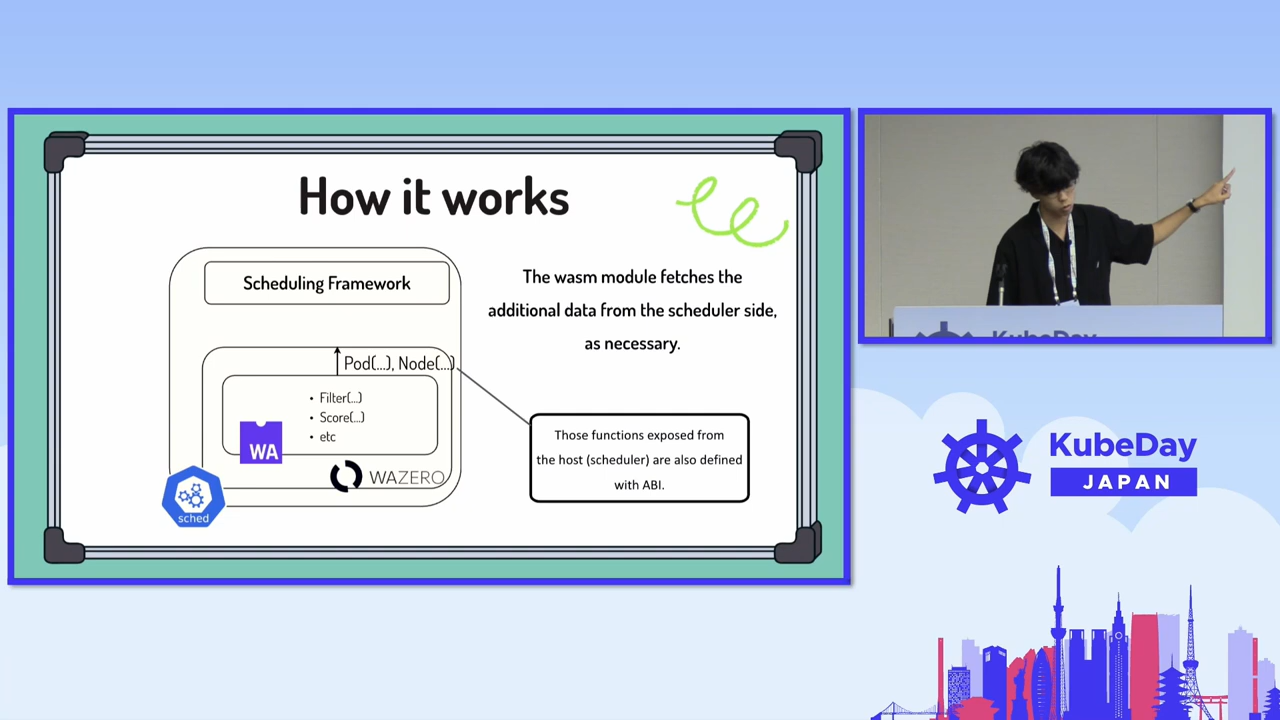 How it works
Scheduling Framework
Pod(...), Node(...)
• Filter(...)
• Score(...)
• etc
WA
WAZERO
sched
The wasm module fetches the
additional data from the scheduler side,
as necessary.
Those functions exposed from
the host (scheduler) are also defined
with ABI.
KubeDay
KubeDay
JAPAN